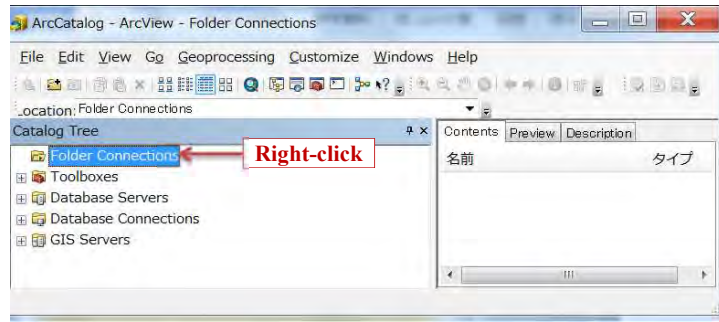 ArcCatalog - ArcView - Folder Connections
File Edit View Go Geoprocessing Customize Windows Help
ocation: Folder Connections
Catalog Tree
Contents Preview Description
Folder Connections
Right-click
名前 タイプ
Toolboxes
Database Servers
Database Connections
GIS Servers